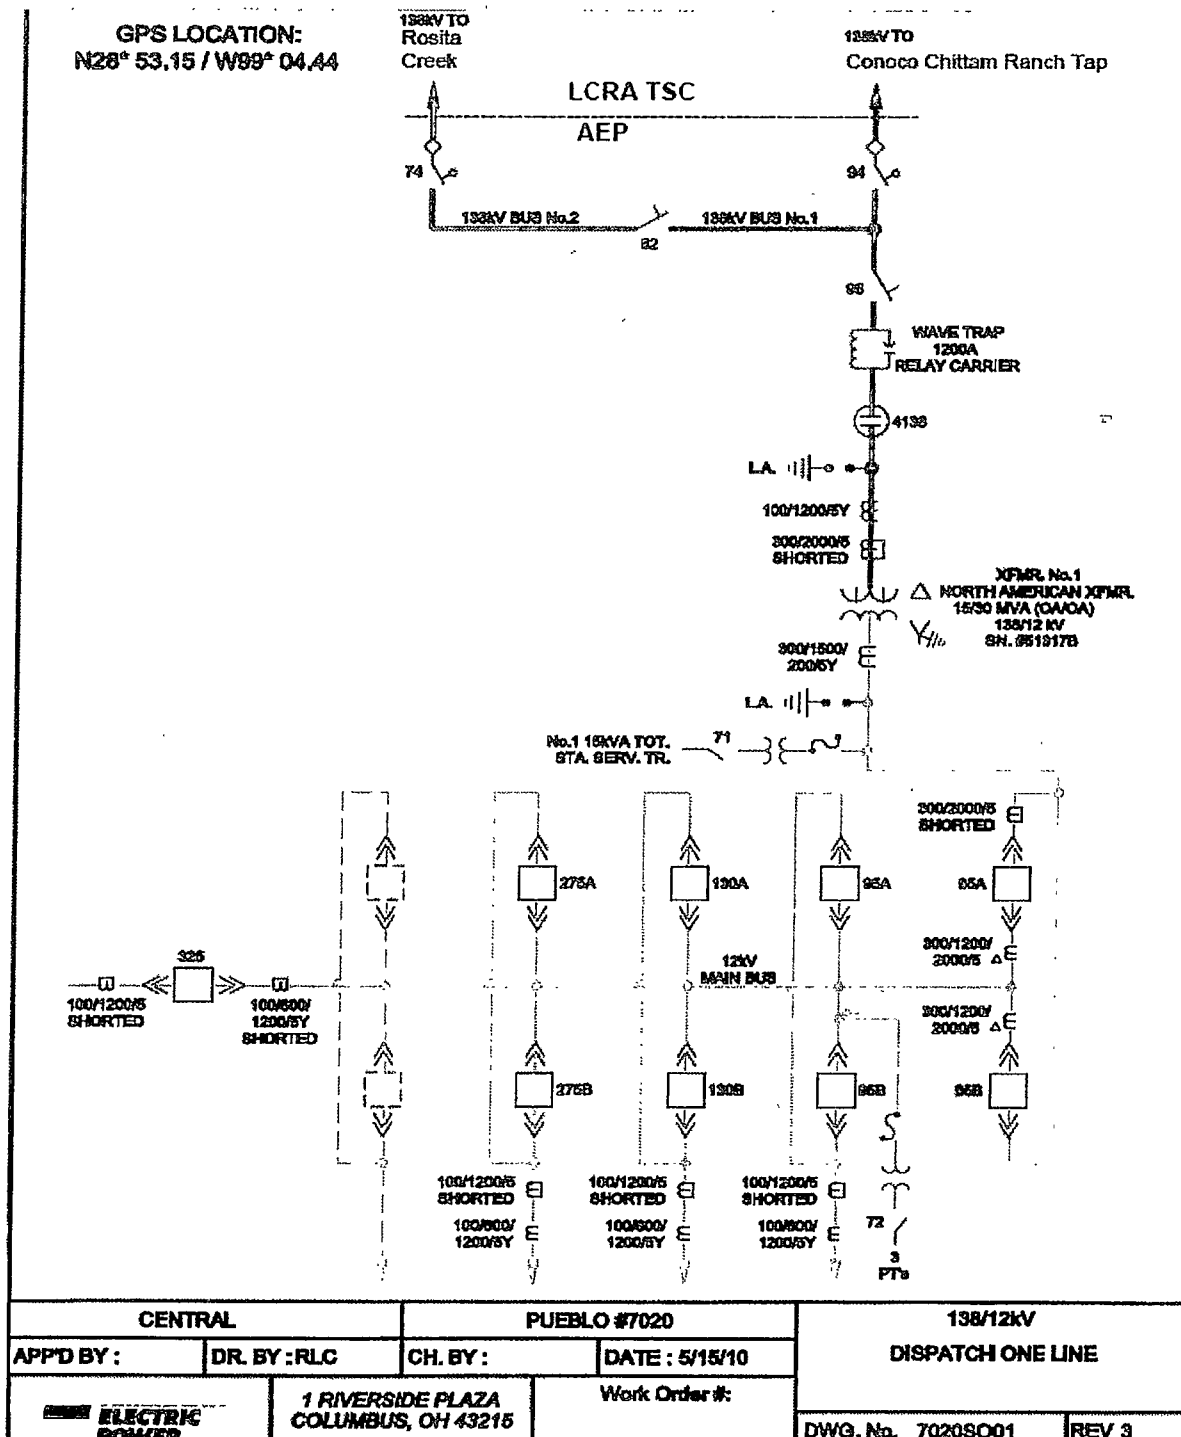 GPS LOCATION:
N28° 53.15 / W99° 04.44
138kV TO
Rosita
Creek
138kV TO
Conoco Chittam Ranch Tap
LCRA TSC
AEP
74
94
138kV BUS No.2
138kV BUS No.1
82
WAVE TRAP
1200A
RELAY CARRIER
4138
L.A.
100/1200/5Y
300/2000/5
SHORTED
XFMR. No.1
NORTH AMERICAN XFMR.
15/30 MVA (OA/OA)
138/12 kV
300/1500/
200/5Y
L.A.
71
No.1 15kVA TOT.
STA. SERV. TR.
300/2000/5
SHORTED
275A
130A
95A
325
12kV
MAIN BUS
300/1200/
2000/5
100/1200/5
SHORTED
100/600/
1200/5Y
SHORTED
300/1200/
2000/5
275B
130B
95B
100/1200/5
SHORTED
100/1200/5
SHORTED
100/1200/5
SHORTED
100/600/
1200/5Y
100/600/
1200/5Y
100/600/
1200/5Y
72
3
PT's
CENTRAL
PUEBLO #7020
138/12kV
DISPATCH ONE LINE
APP'D BY :
DR. BY :RLC
CH. BY :
DATE : 5/15/10
ELECTRIC
POWER
1 RIVERSIDE PLAZA
COLUMBUS, OH 43215
Work Order #:
DWG. No. 7020SO01
REV 3